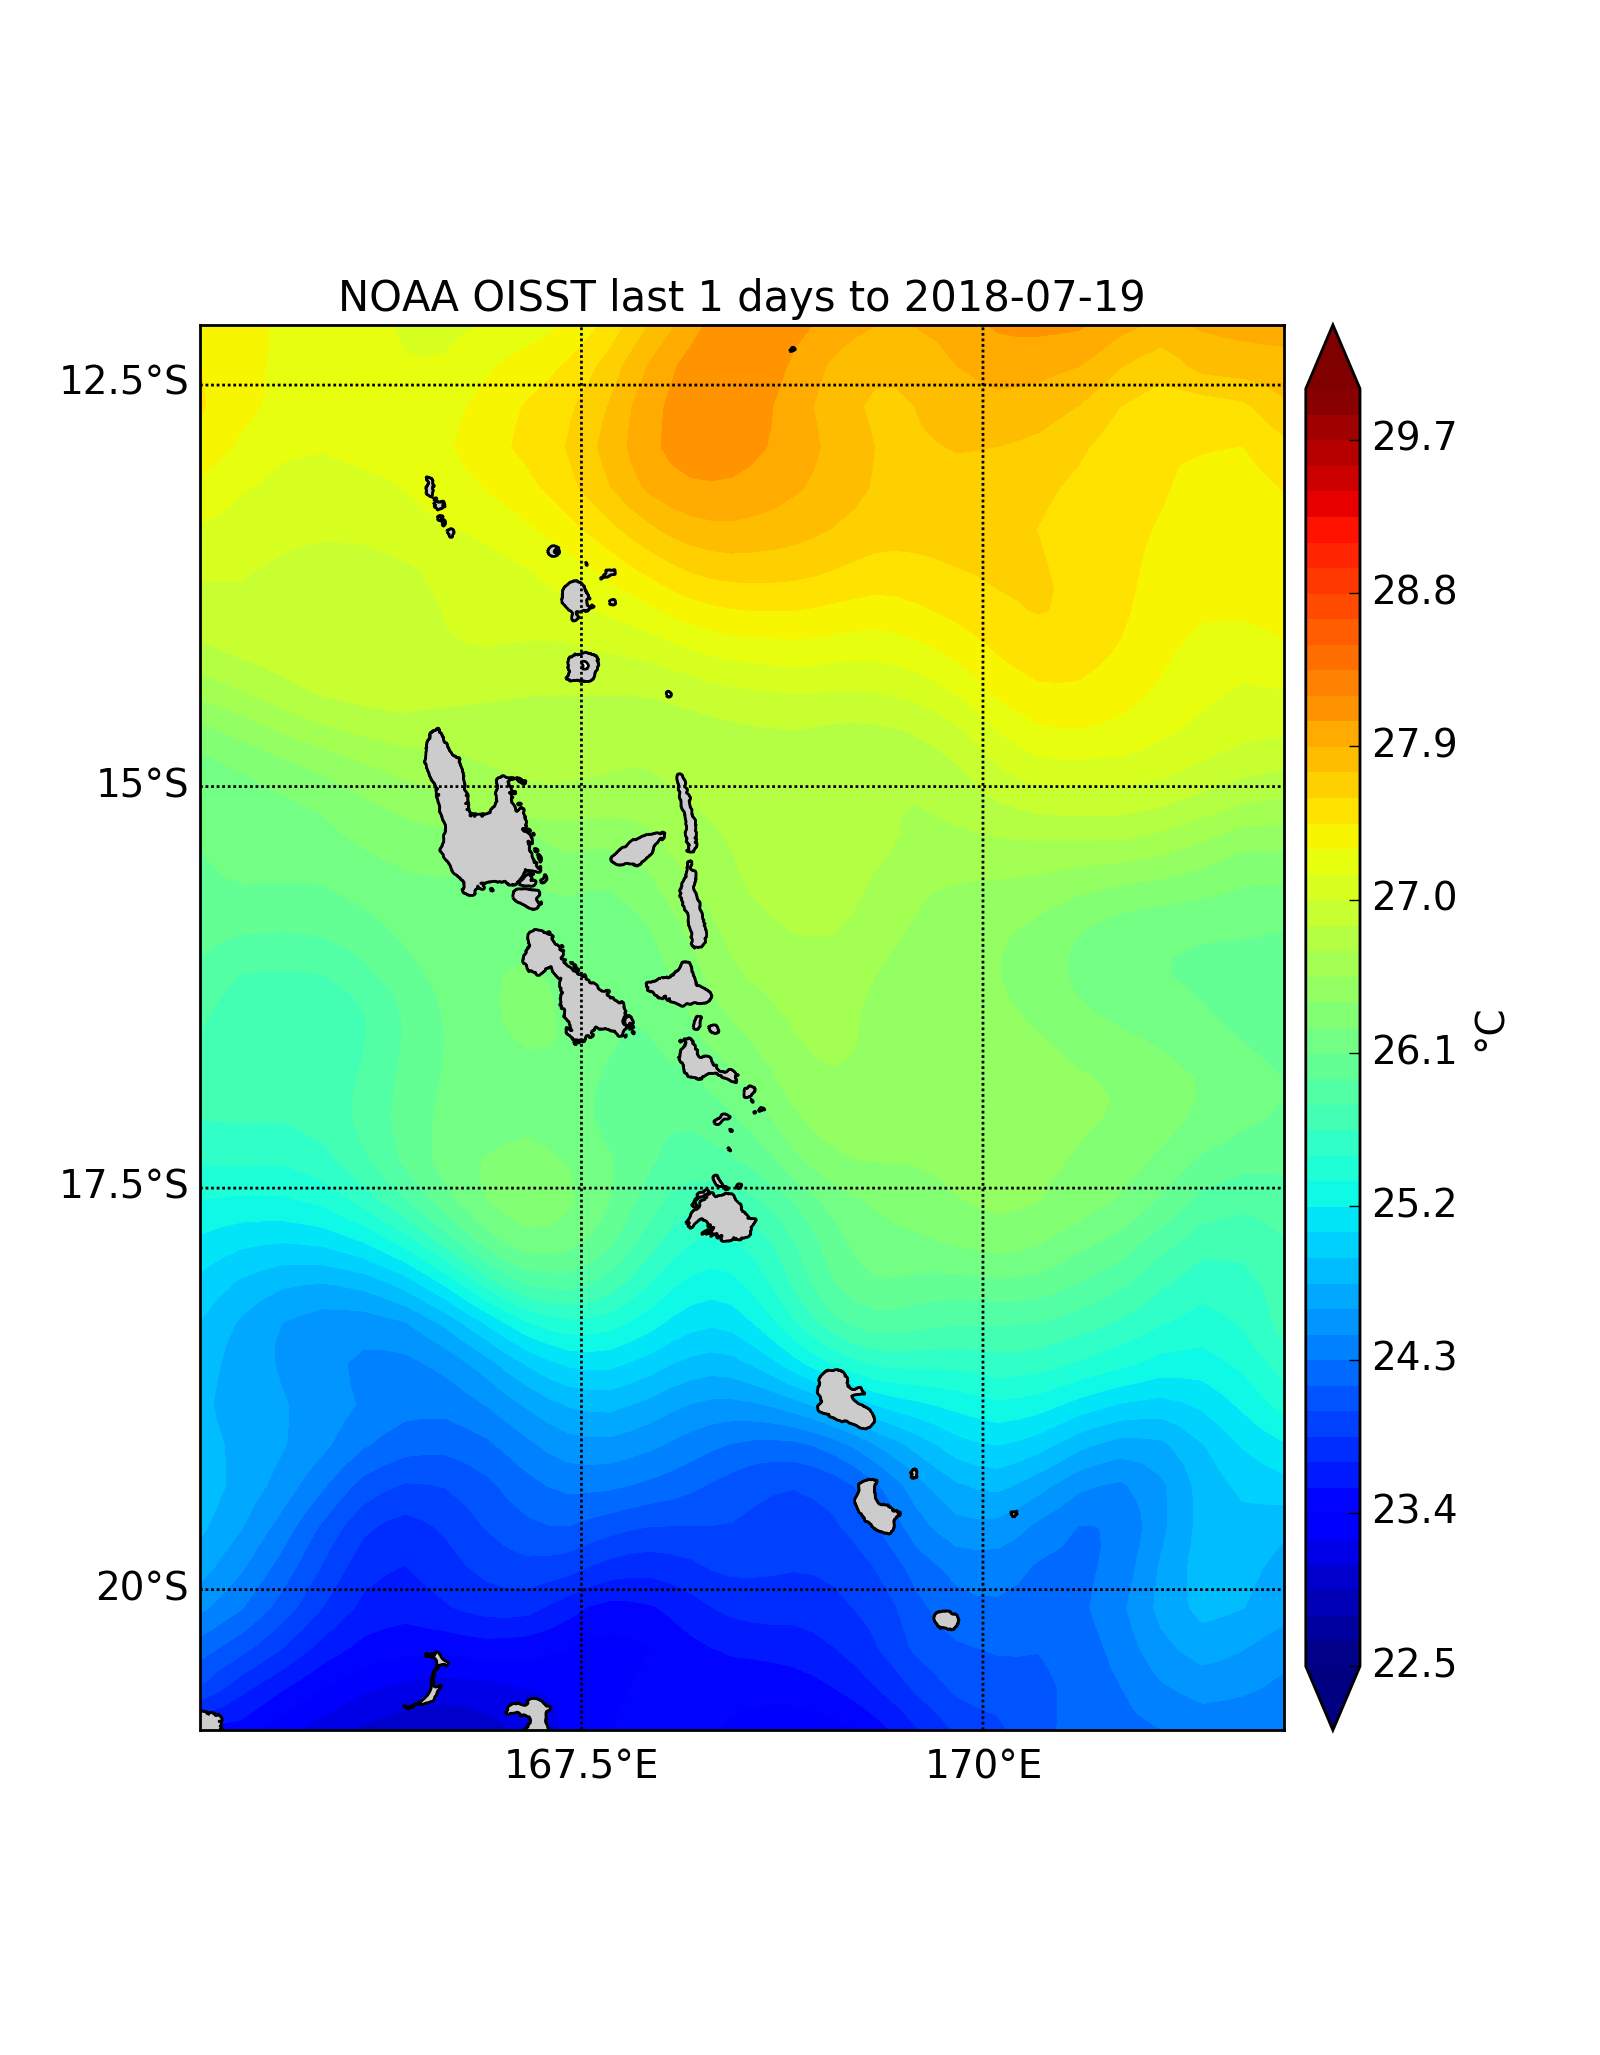 NOAA OISST last 1 days to 2018-07-19
12.5°S
15°S
17.5°S
20°S
167.5°E
170°E
29.7
28.8
27.9
27.0
26.1
25.2
24.3
23.4
22.5
°C